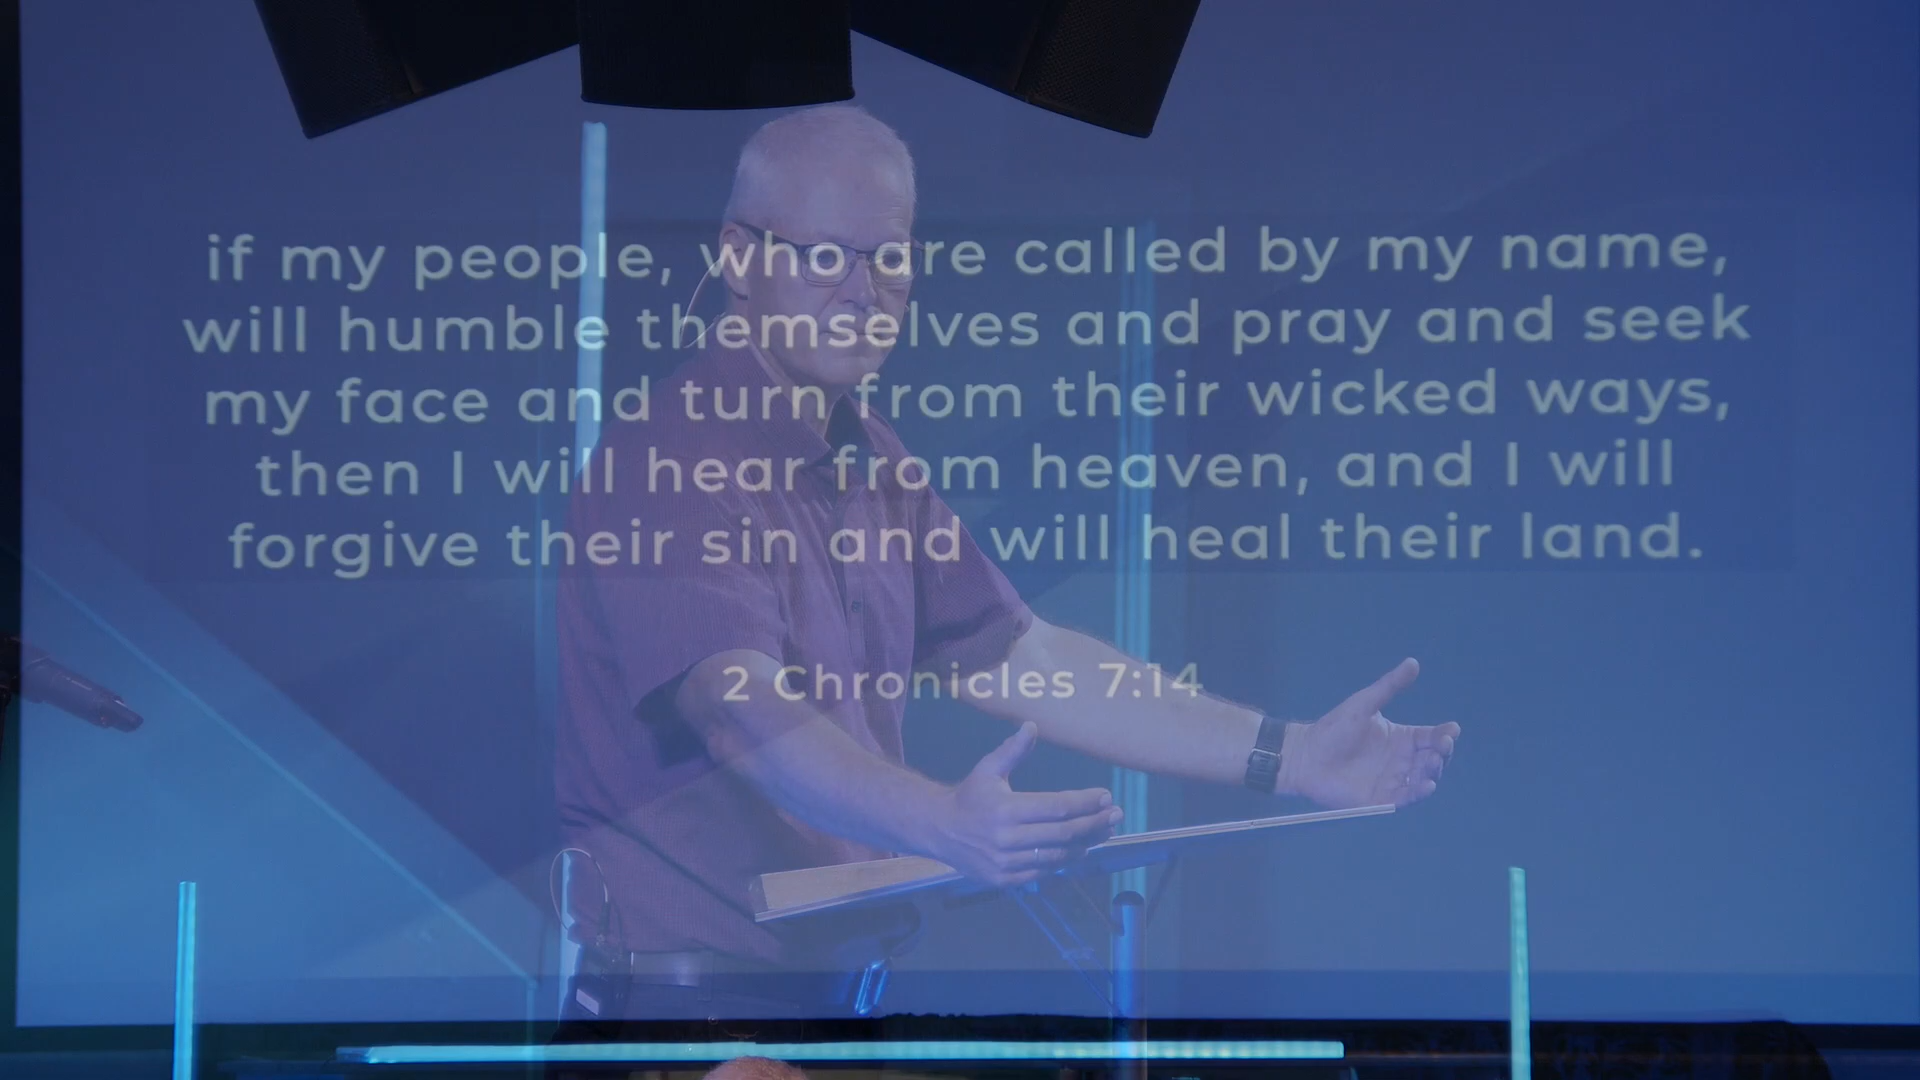 if my people, who are called by my name,
will humble themselves and pray and seek
my face and turn from their wicked ways,
then I will hear from heaven, and I will
forgive their sin and will heal their land.
2 Chronicles 7:14